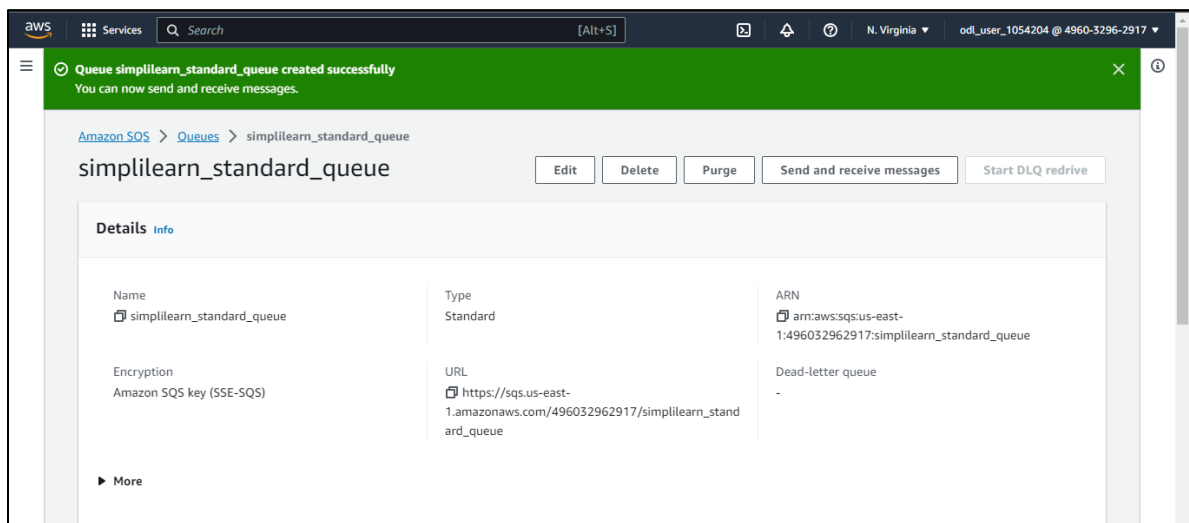 aws
Services
Search
[Alt+S]
N. Virginia
odl_user_1054204 @ 4960-3296-2917
Queue simplilearn_standard_queue created successfully
You can now send and receive messages.
Amazon SQS > Queues > simplilearn_standard_queue
simplilearn_standard_queue
Edit
Delete
Purge
Send and receive messages
Start DLQ redrive
Details Info
Name
simplilearn_standard_queue
Type
Standard
ARN
arn:aws:sqs:us-east-
1:496032962917:simplilearn_standard_queue
Encryption
Amazon SQS key (SSE-SQS)
URL
https://sqs.us-east-
1.amazonaws.com/496032962917/simplilearn_stand
ard_queue
Dead-letter queue
-
More